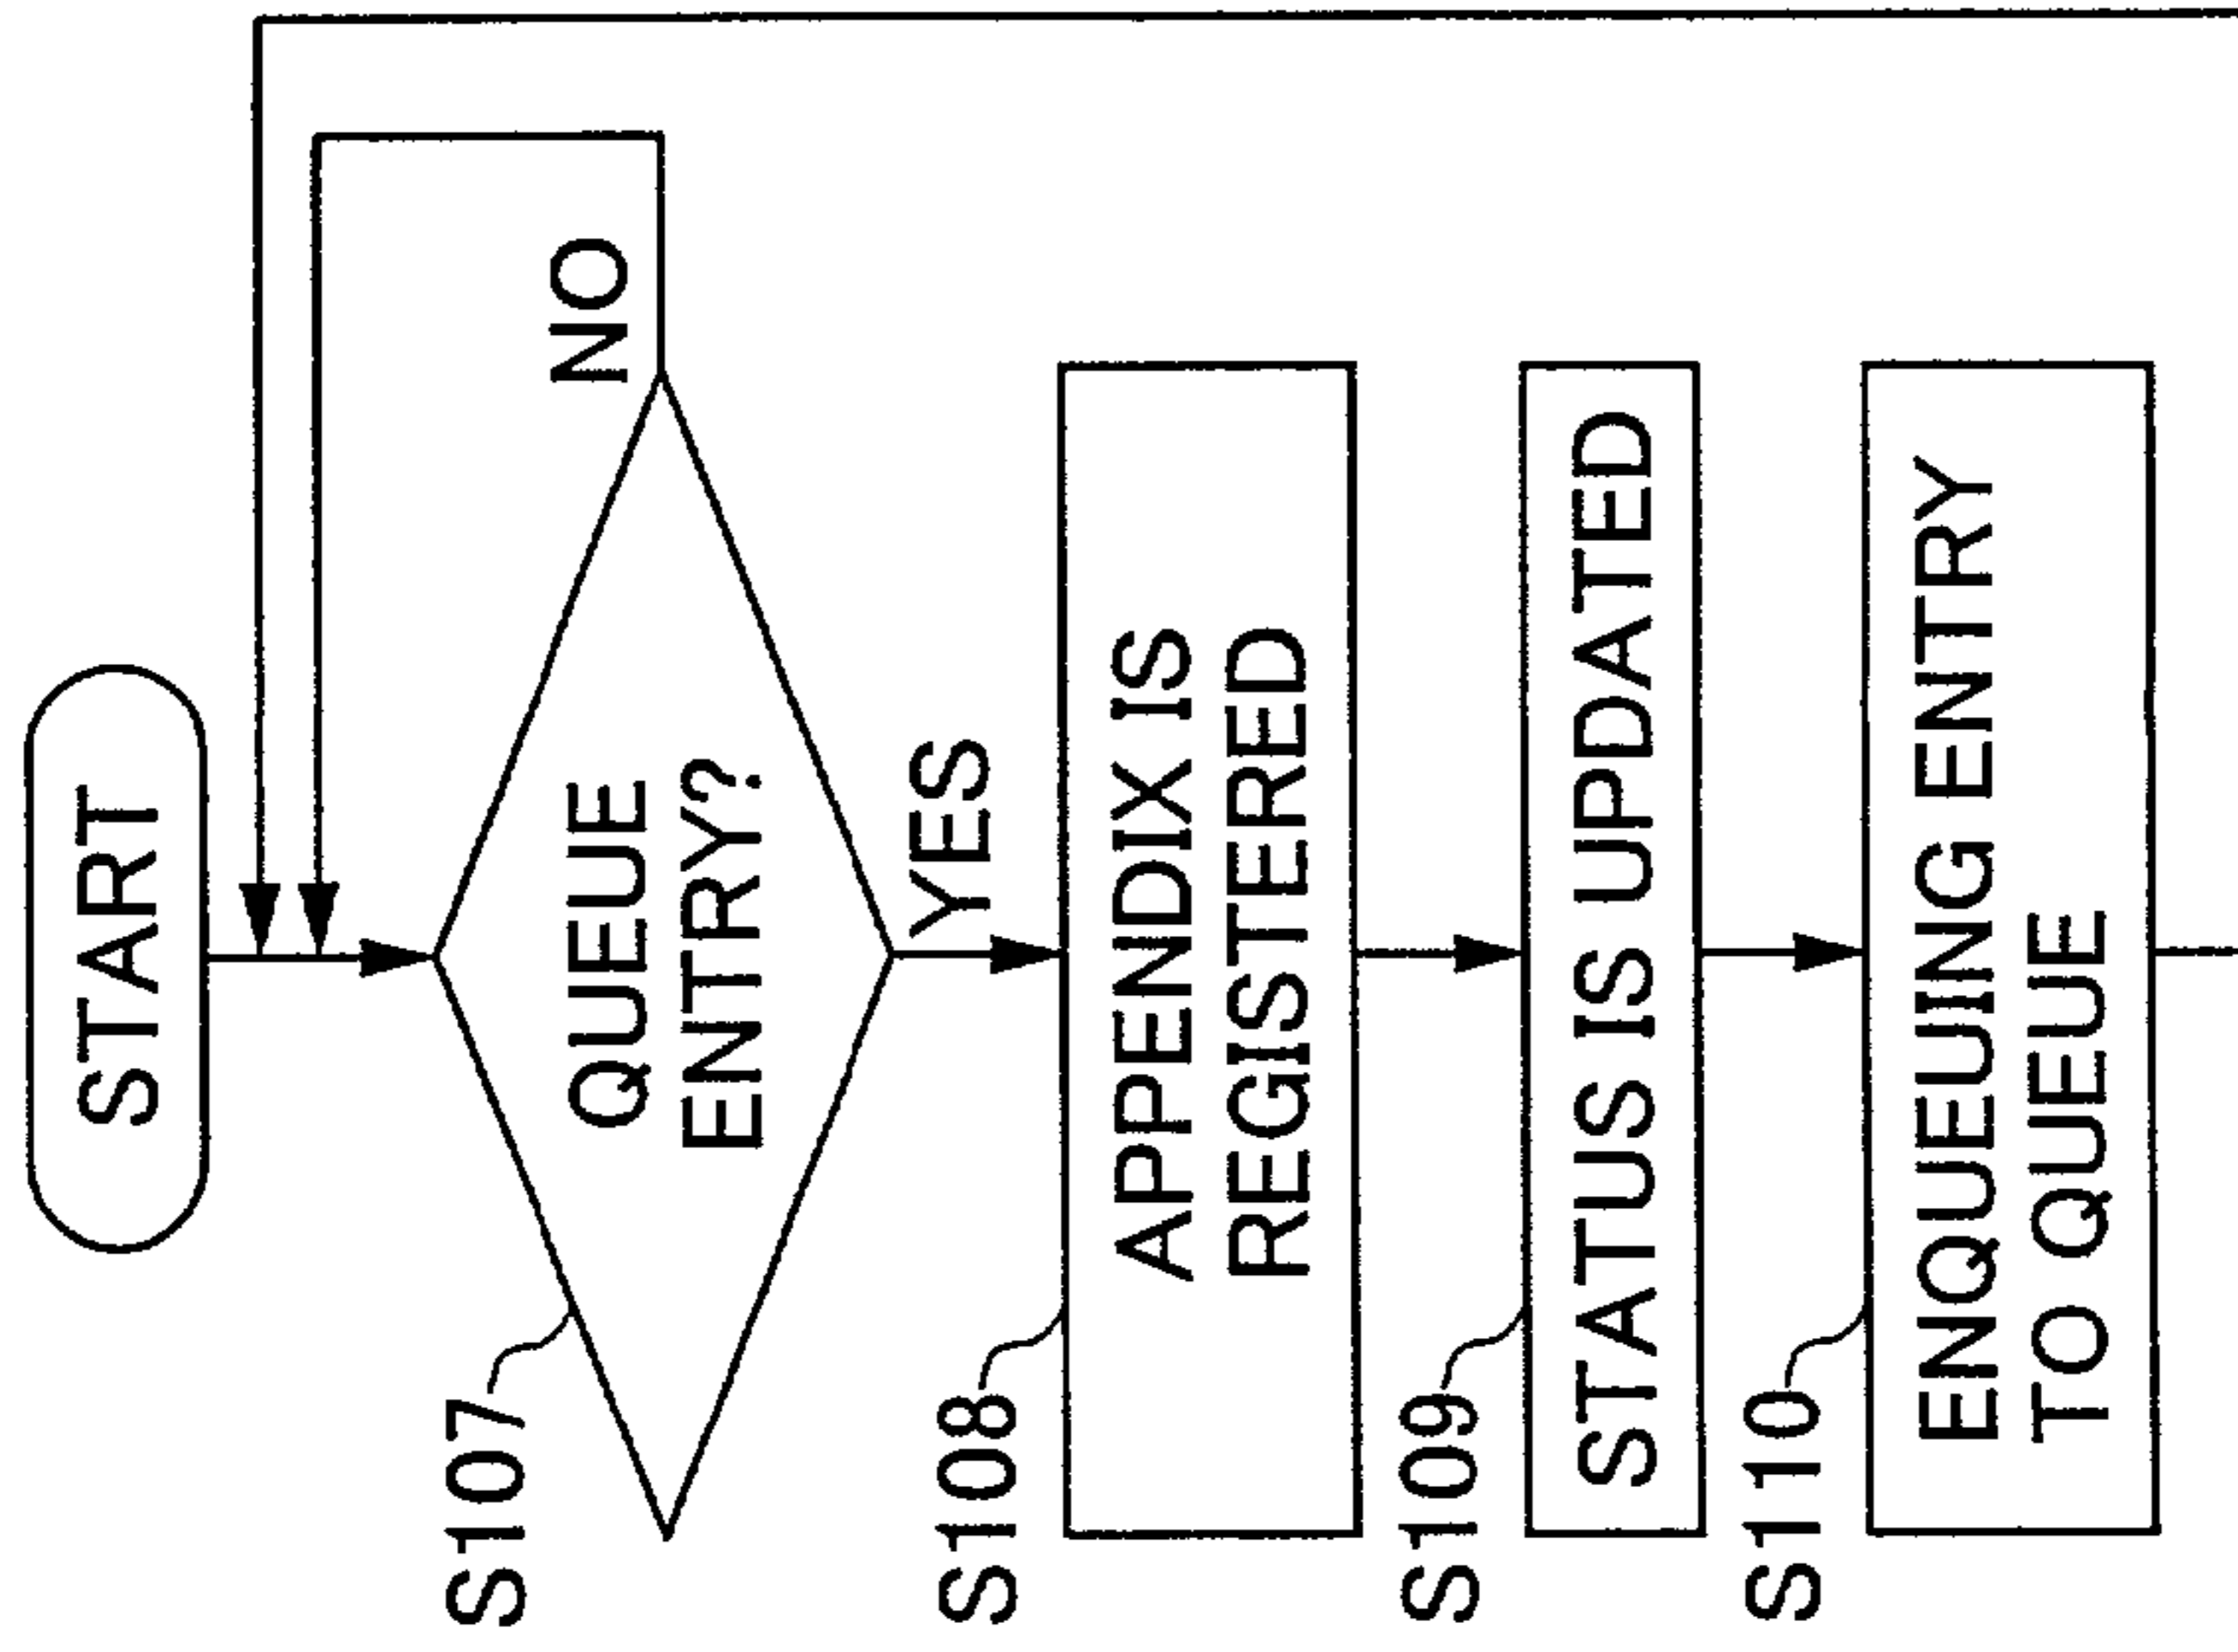 START
S107
QUEUE
ENTRY?
NO
YES
S108
APPENDIX IS
REGISTERED
S109
STATUS IS UPDATED
S110
ENQUEUING ENTRY
TO QUEUE